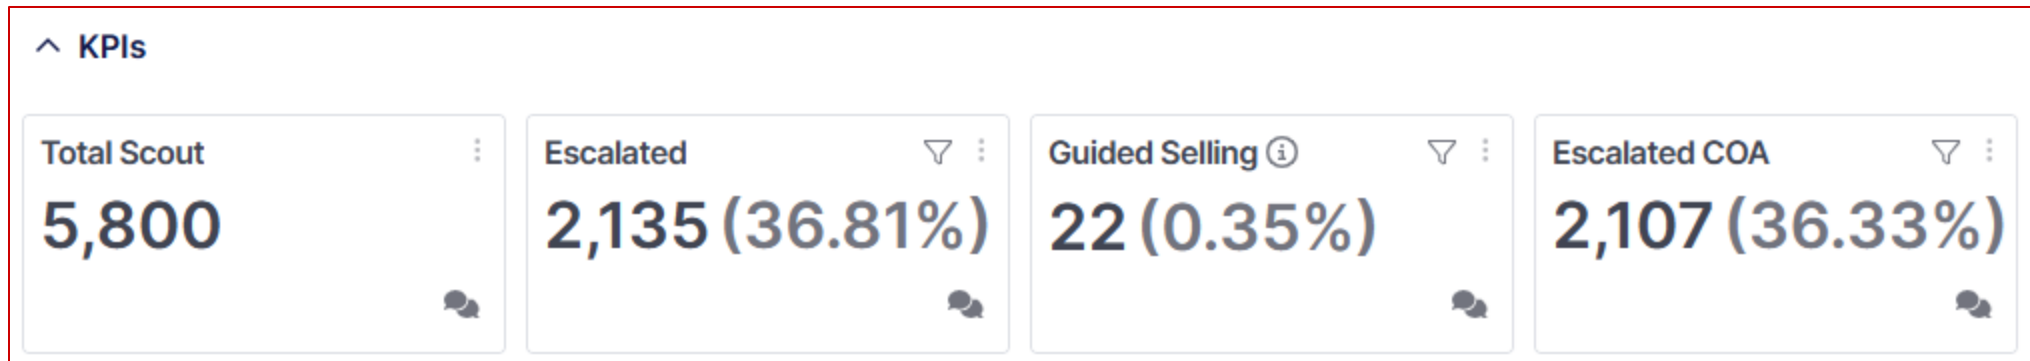 KPIs
Total Scout
5,800
Escalated
2,135 (36.81%)
Guided Selling
22 (0.35%)
Escalated COA
2,107 (36.33%)